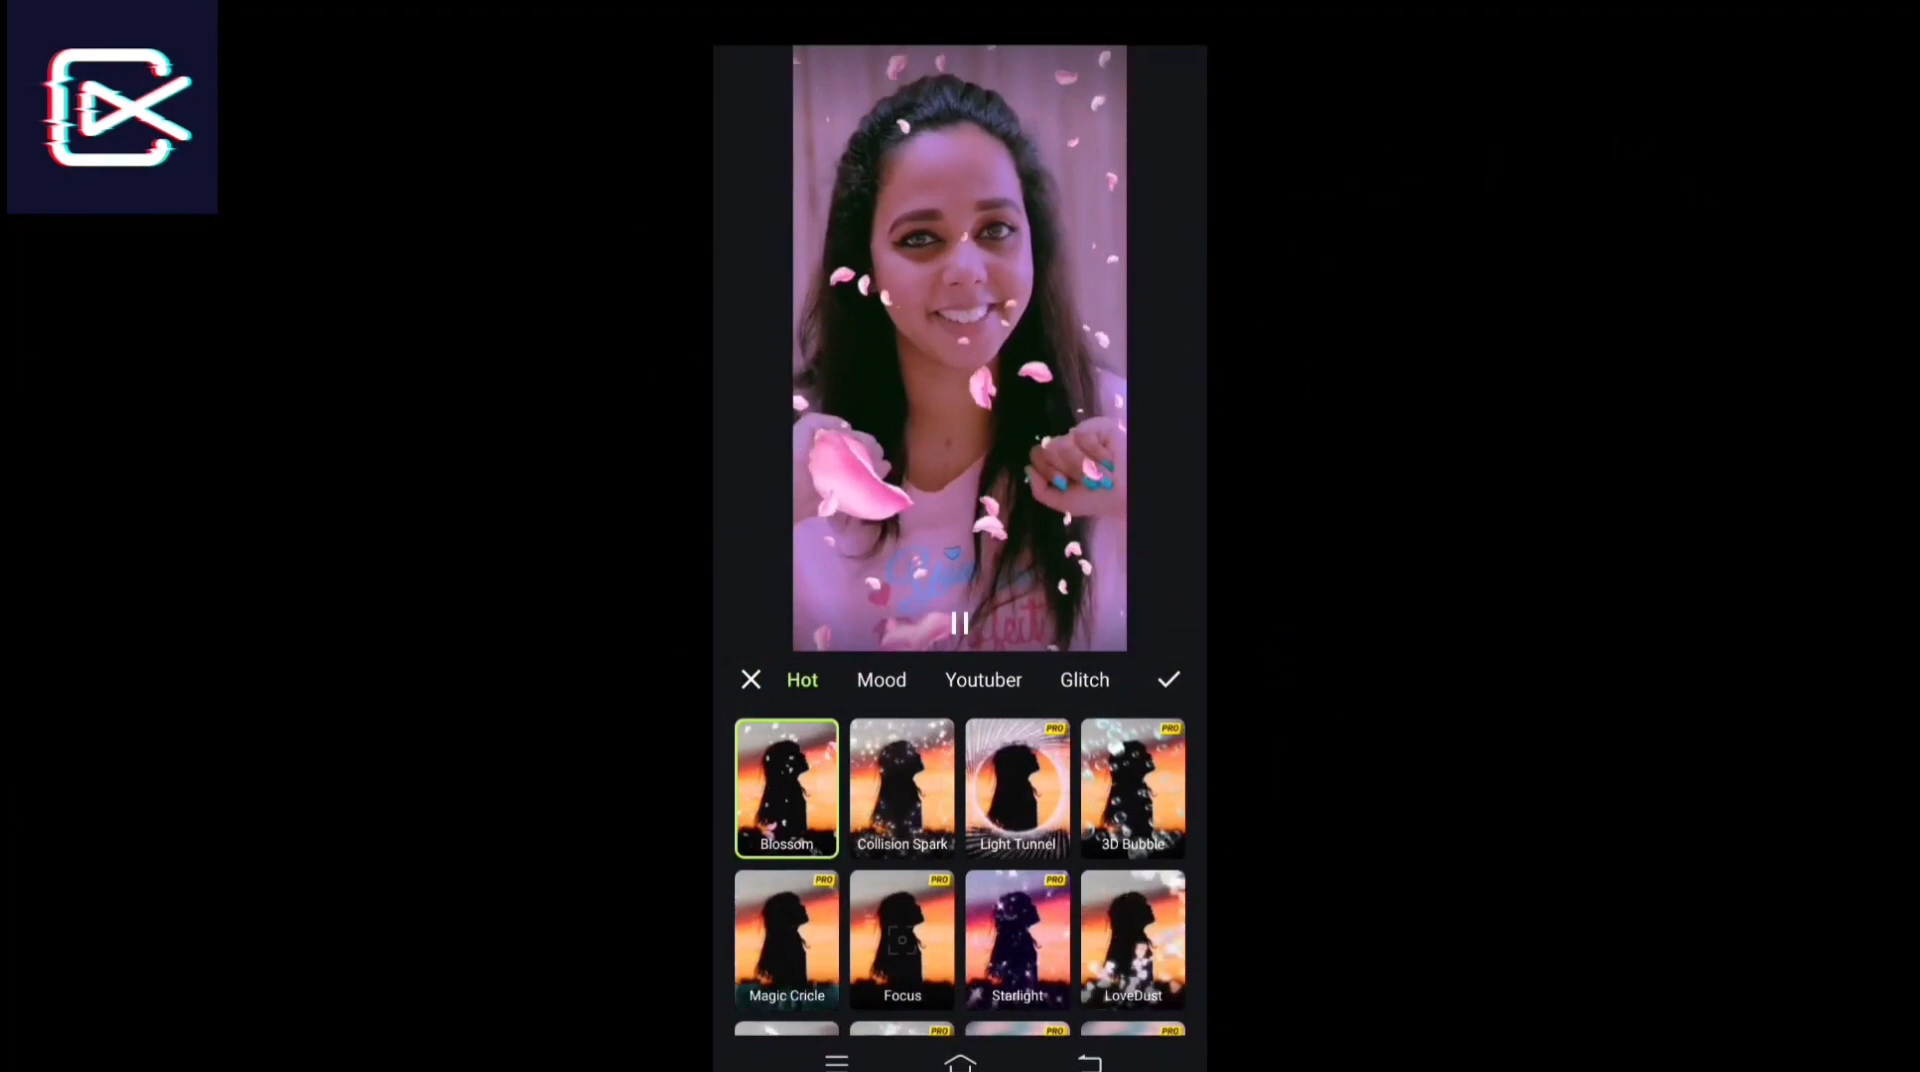 Hot Mood Youtuber Glitch
PRO PRO
Blossom Collision Spark Light Tunnel 3D Bubble
PRO PRO PRO
Magic Cricle Focus Starlight LoveDust
PRO PRO PRO